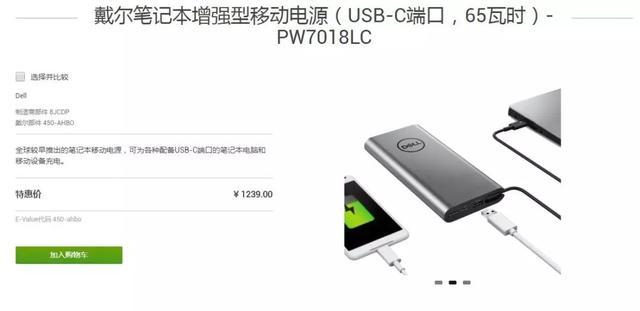 戴尔笔记本增强型移动电源（USB-C端口，65瓦时）-
PW7018LC
选择并比较
Dell
制造商部件 8JCDP
戴尔部件 450-AHBO
全球较早推出的笔记本移动电源，可为各种配备USB-C端口的笔记本电脑和
移动设备充电。
特惠价 ¥ 1239.00
E-Value代码 450-ahbo
加入购物车
DELL